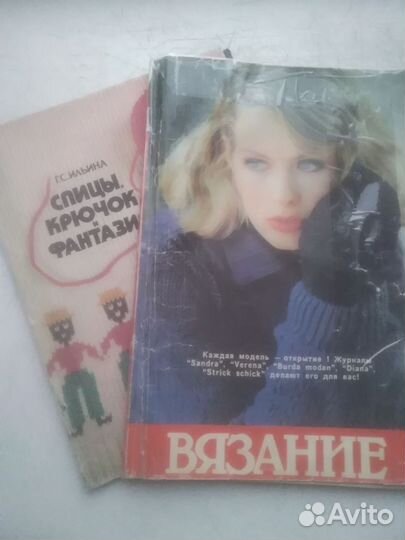 Г.С. ИЛЬИНА
СПИЦЫ,
КРЮЧОК
И
ФАНТАЗИ
Каждая модель — открытие ! Журналы
"Sandra", "Verena", "Burda moden", "Diana",
"Strick schick" делают его для вас!
ВЯЗАНИЕ
Avito